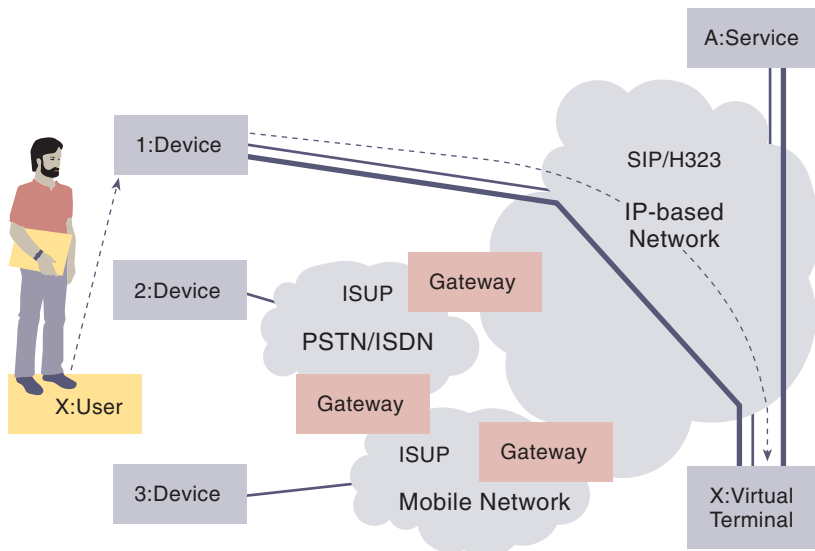 A:Service
1:Device
SIP/H323
IP-based
Network
2:Device
ISUP
Gateway
PSTN/ISDN
X:User
Gateway
ISUP
Gateway
3:Device
Mobile Network
X:Virtual
Terminal